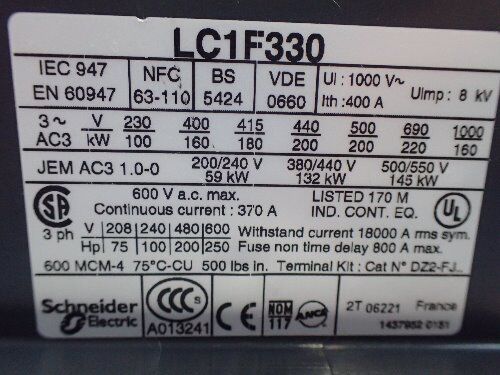 LC1F330
IEC 947
EN 60947
NFC
63-110
BS
5424
VDE
0660
Ui : 1000 V~
Ith : 400 A
Uimp : 8 kV
3~ V 230 400 415 440 500 690 1000
AC3 kW 100 160 180 200 200 220 160
JEM AC3 1.0-0
200/240 V
59 kW
380/440 V
132 kW
500/550 V
145 kW
600 V a.c. max.
Continuous current : 370 A
LISTED 170 M
IND. CONT. EQ.
SA
UL
3 ph
V 208 240 480 600
Hp 75 100 200 250
Withstand current 18000 A rms sym.
Fuse non time delay 800 A max.
600 MCM-4 75°C-CU 500 lbs in. Terminal Kit : Cat N° DZ2-FJ..
Schneider
Electric
CCC S
A013241
CE
NOM
117
ANCE
2T 06221 France
1437952 0151